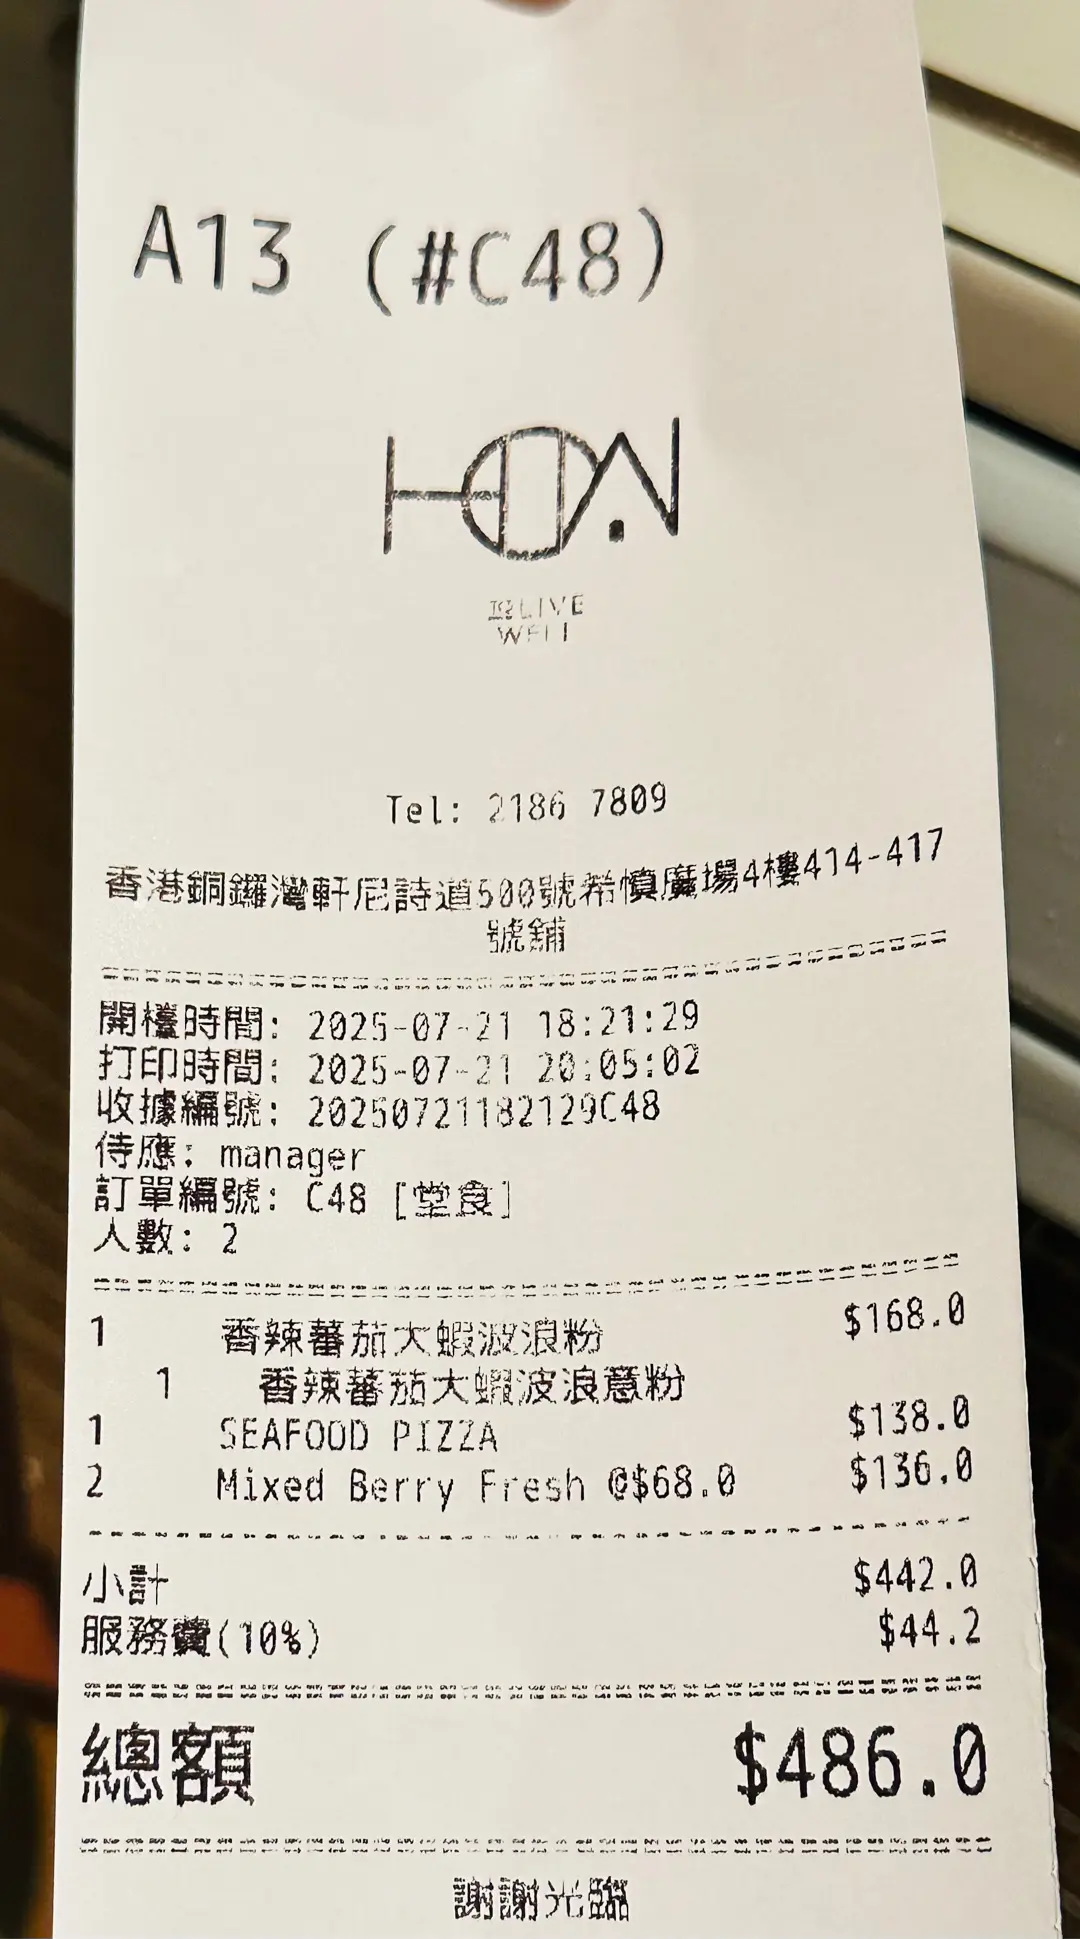 A13 (#C48)
LIVE
WELL
Tel: 2186 7809
香港銅鑼灣軒尼詩道500號希慎廣場4樓414-417
號鋪
開檯時間: 2025-07-21 18:21:29
打印時間: 2025-07-21 20:05:02
收據編號: 20250721182129C48
侍應: manager
訂單編號: C48 [堂食]
人數: 2
1 香辣蕃茄大蝦波浪粉 $168.0
1 香辣蕃茄大蝦波浪意粉
1 SEAFOOD PIZZA $138.0
2 Mixed Berry Fresh @$68.0 $136.0
小計 $442.0
服務費(10%) $44.2
總額 $486.0
謝謝光臨